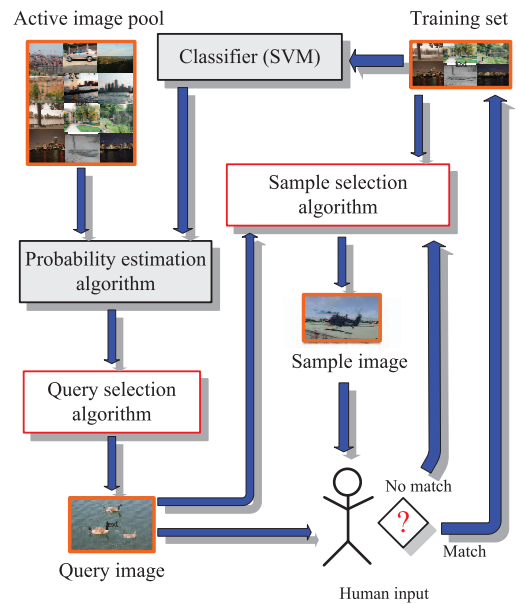 Active image pool
Training set
Classifier (SVM)
Sample selection
algorithm
Probability estimation
algorithm
Sample image
Query selection
algorithm
No match
?
Match
Query image
Human input